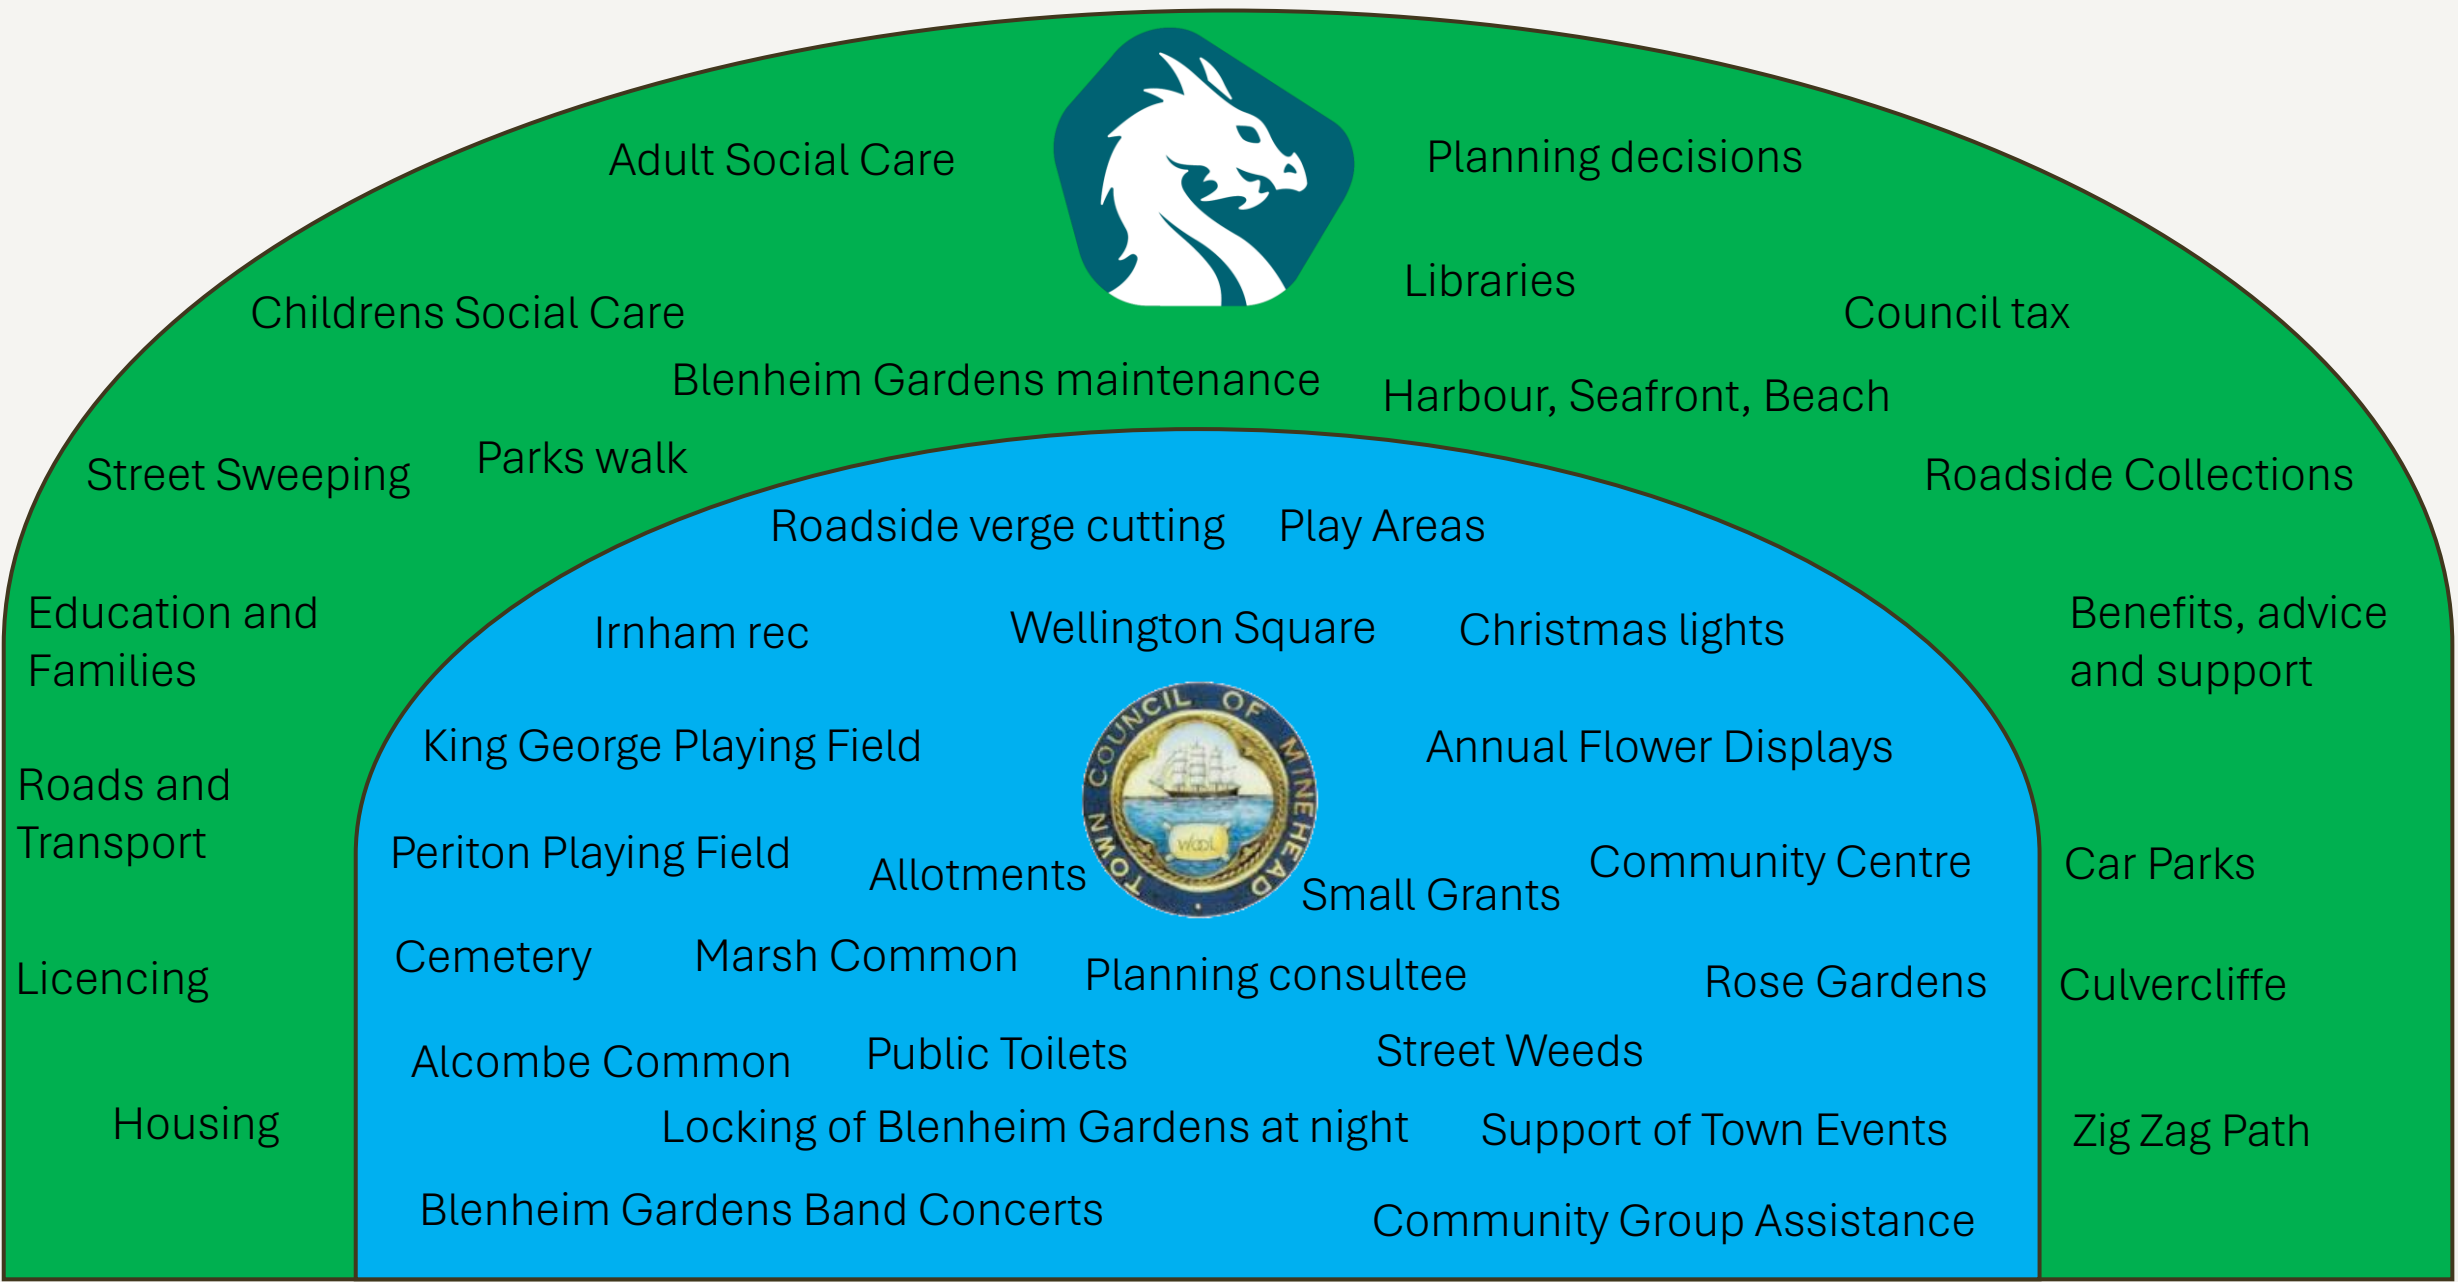 Adult Social Care
Planning decisions
Libraries
Childrens Social Care
Council tax
Blenheim Gardens maintenance
Harbour, Seafront, Beach
Street Sweeping
Parks walk
Roadside Collections
Roadside verge cutting
Play Areas
Education and
Families
Irnham rec
Wellington Square
Christmas lights
Benefits, advice
and support
King George Playing Field
TOWN COUNCIL OF MINEHEAD
Wool
Annual Flower Displays
Roads and
Transport
Periton Playing Field
Allotments
Small Grants
Community Centre
Car Parks
Licencing
Cemetery
Marsh Common
Planning consultee
Rose Gardens
Culvercliffe
Alcombe Common
Public Toilets
Street Weeds
Housing
Locking of Blenheim Gardens at night
Support of Town Events
Zig Zag Path
Blenheim Gardens Band Concerts
Community Group Assistance